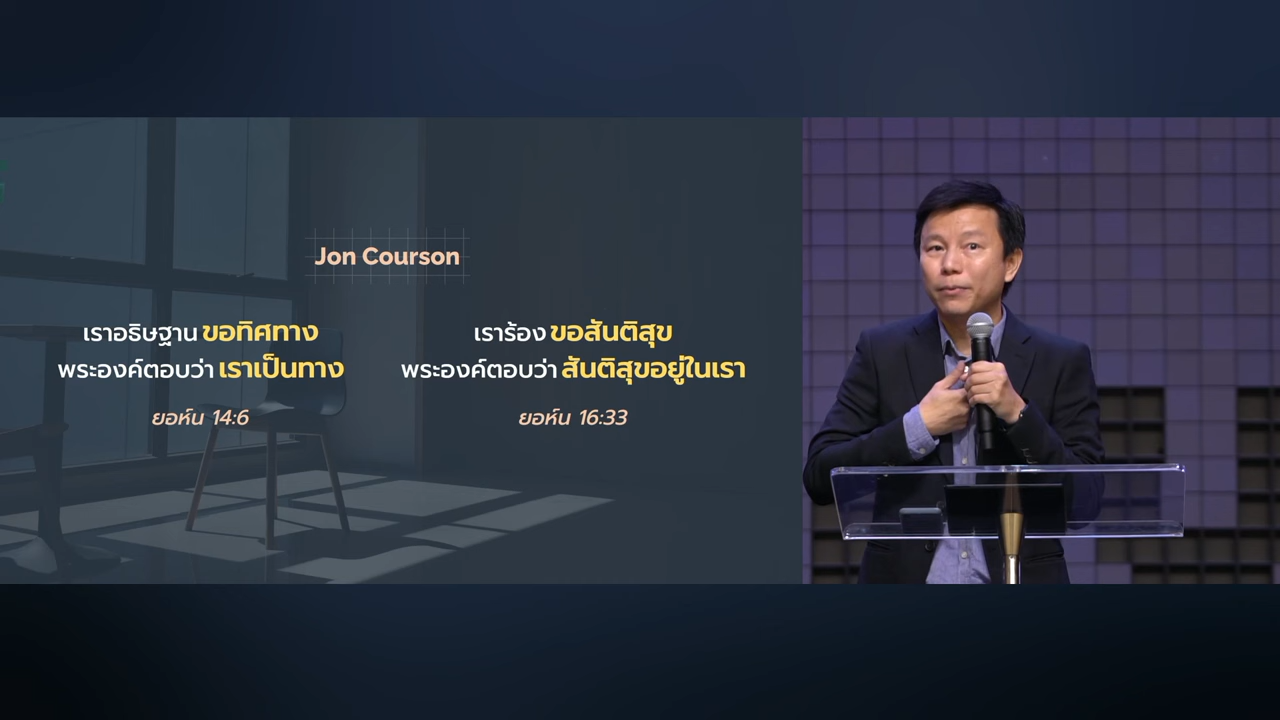 Jon Courson
เราอธิษฐาน ขอทิศทาง
พระองค์ตอบว่า เราเป็นทาง
ยอห์น 14:6
เราร้อง ขอสันติสุข
พระองค์ตอบว่า สันติสุขอยู่ในเรา
ยอห์น 16:33